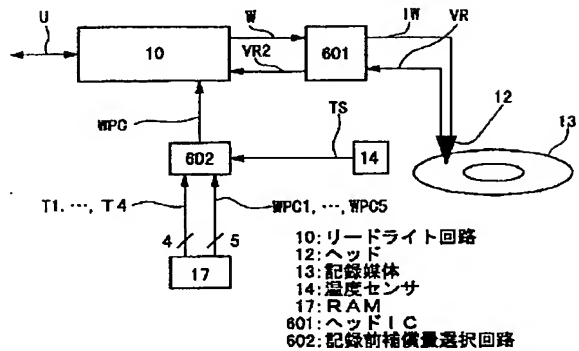 U
W
IW
VR
10
VR2
601
WPC
TS
12
13
602
14
T1, …, T4
WPC1, …, WPC5
4
5
17
10: リードライト回路
12: ヘッド
13: 記録媒体
14: 温度センサ
17: RAM
601: ヘッドIC
602: 記録前補償量選択回路